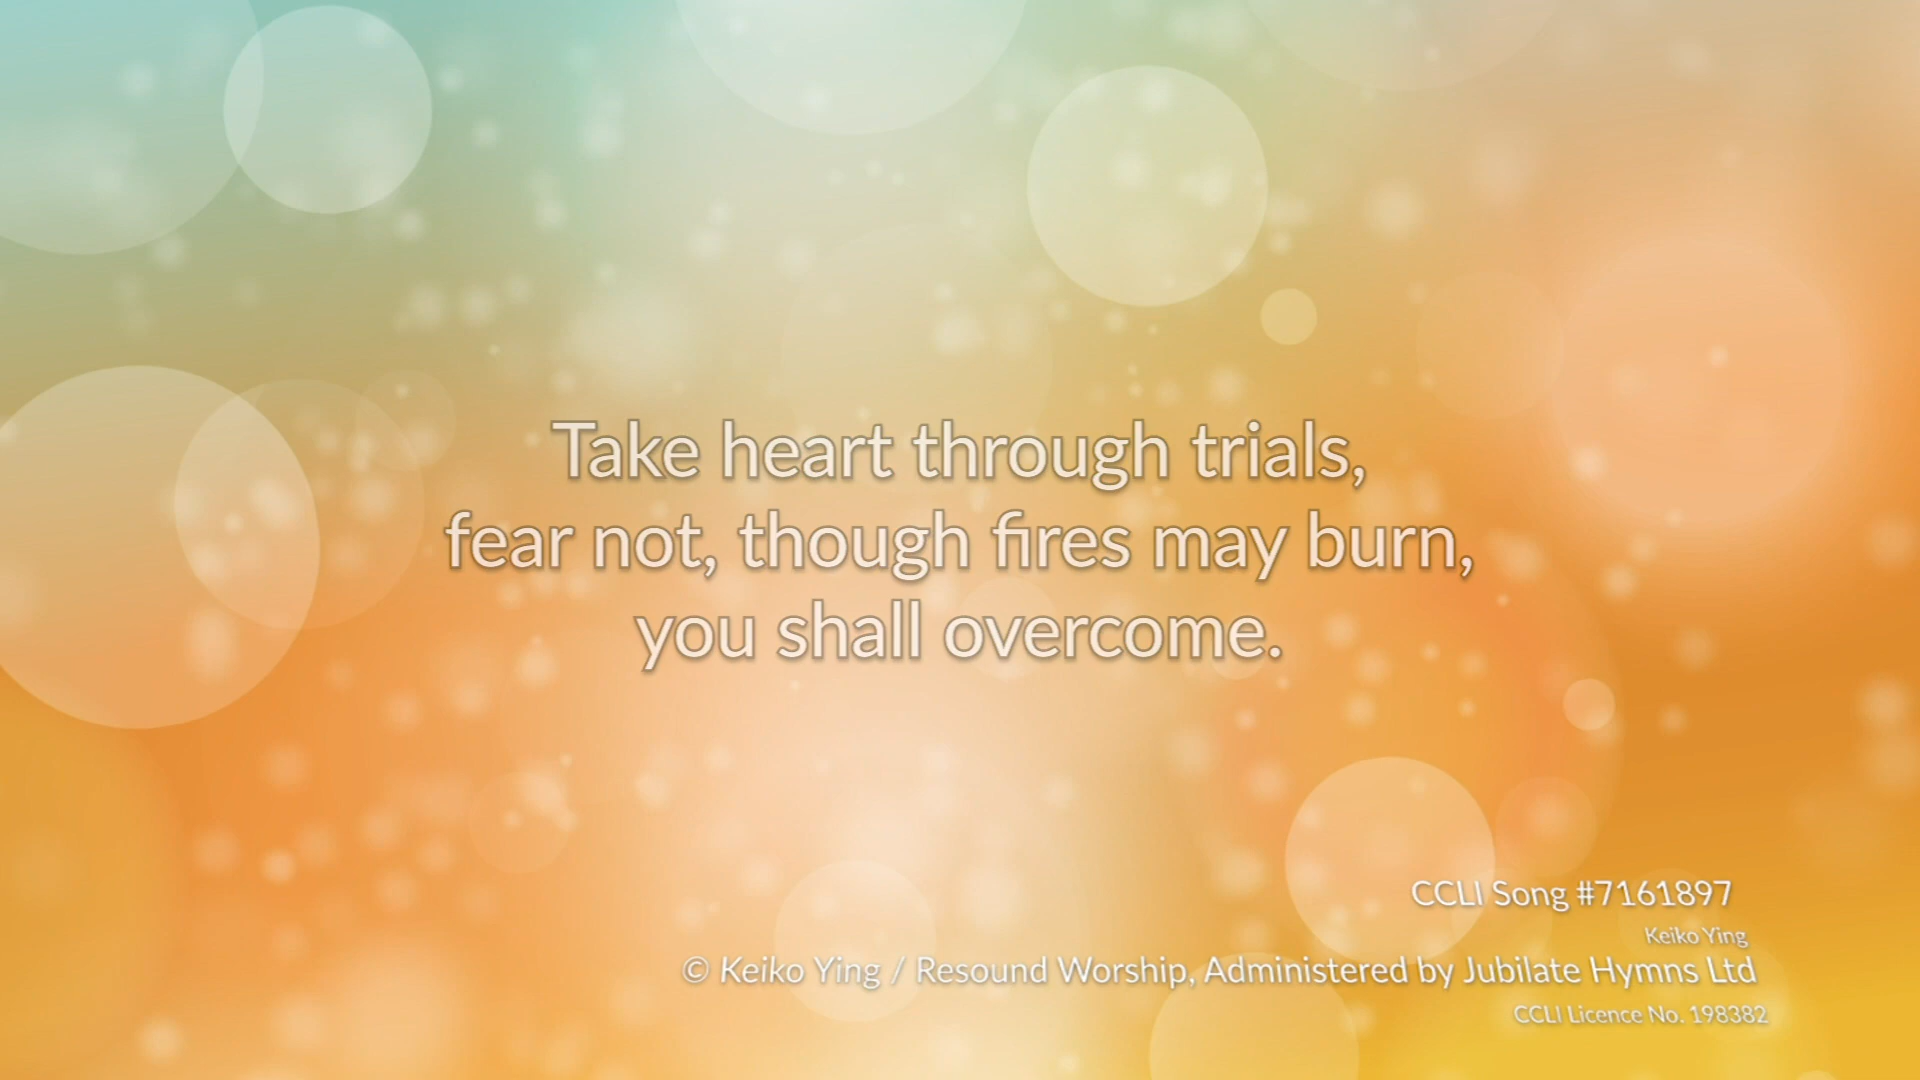 Take heart through trials,
fear not, though fires may burn,
you shall overcome.
CCLI Song #7161897
Keiko Ying
© Keiko Ying / Resound Worship, Administered by Jubilate Hymns Ltd
CCLI Licence No. 198382